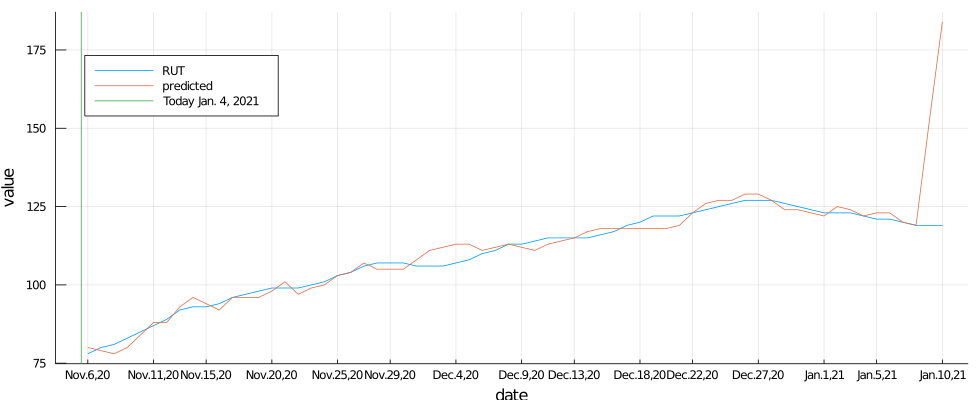 175
150
125
100
75
value
RUT
predicted
Today Jan. 4, 2021
Nov.6,20 Nov.11,20 Nov.15,20 Nov.20,20 Nov.25,20 Nov.29,20 Dec.4,20 Dec.9,20 Dec.13,20 Dec.18,20 Dec.22,20 Dec.27,20 Jan.1,21 Jan.5,21 Jan.10,21
date